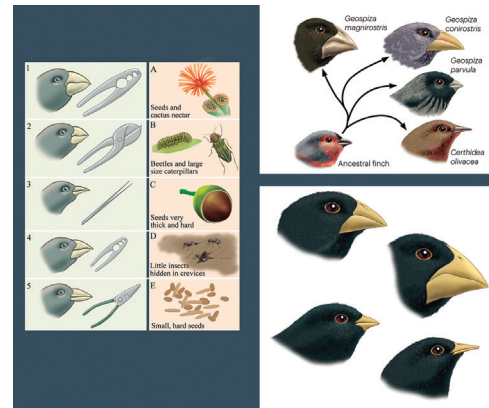 1
A
Seeds and
cactus nectar
2
B
Beetles and large
size caterpillars
3
C
Seeds very
thick and hard
4
D
Little insects
hidden in crevices
5
E
Small, hard seeds
Geospiza
magnirostris
Geospiza
conirostris
Geospiza
parvula
Ancestral finch
Certhidea
olivacea